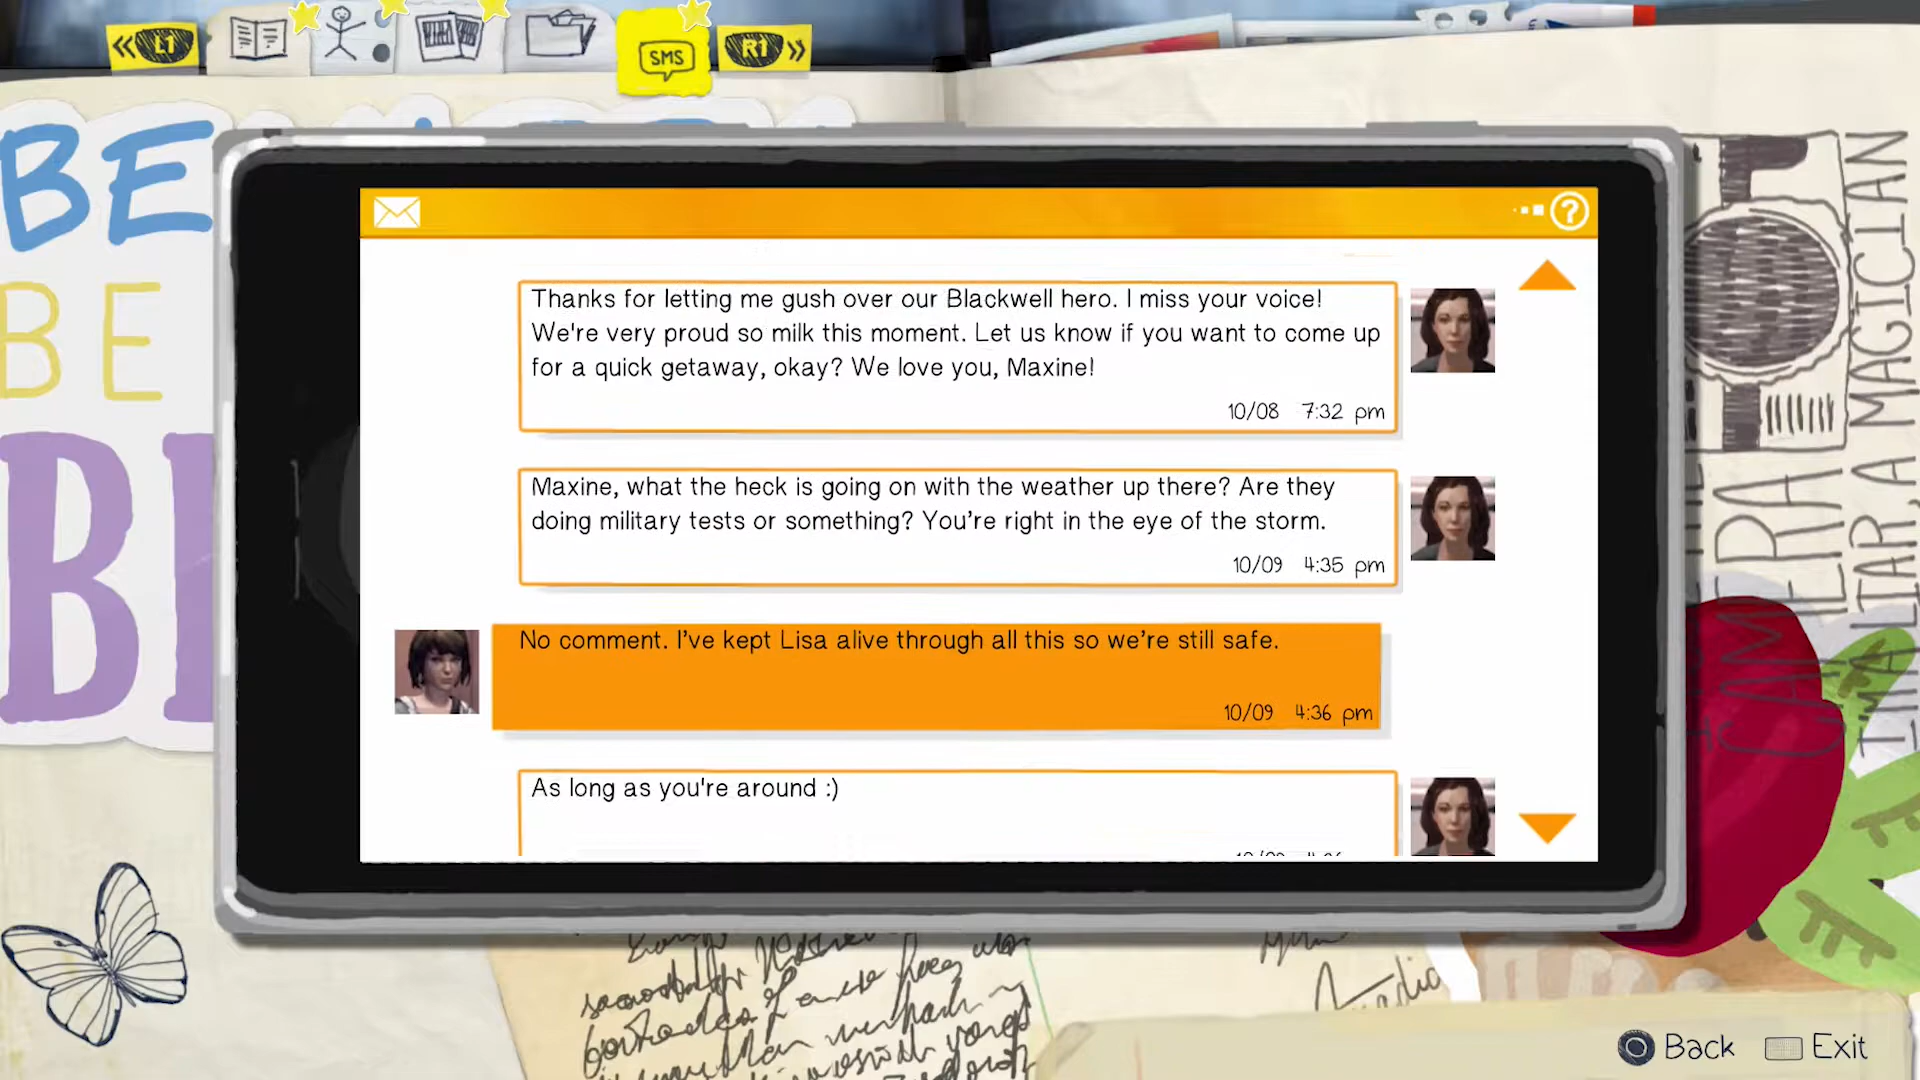 L1
SMS
R1
BE
BE
Thanks for letting me gush over our Blackwell hero. I miss your voice!
We're very proud so milk this moment. Let us know if you want to come up
for a quick getaway, okay? We love you, Maxine!
10/08 7:32 pm
Maxine, what the heck is going on with the weather up there? Are they
doing military tests or something? You're right in the eye of the storm.
10/09 4:35 pm
No comment. I've kept Lisa alive through all this so we're still safe.
10/09 4:36 pm
As long as you're around :)
CAMERA
LIAR, A MAGICIAN
Back
Exit